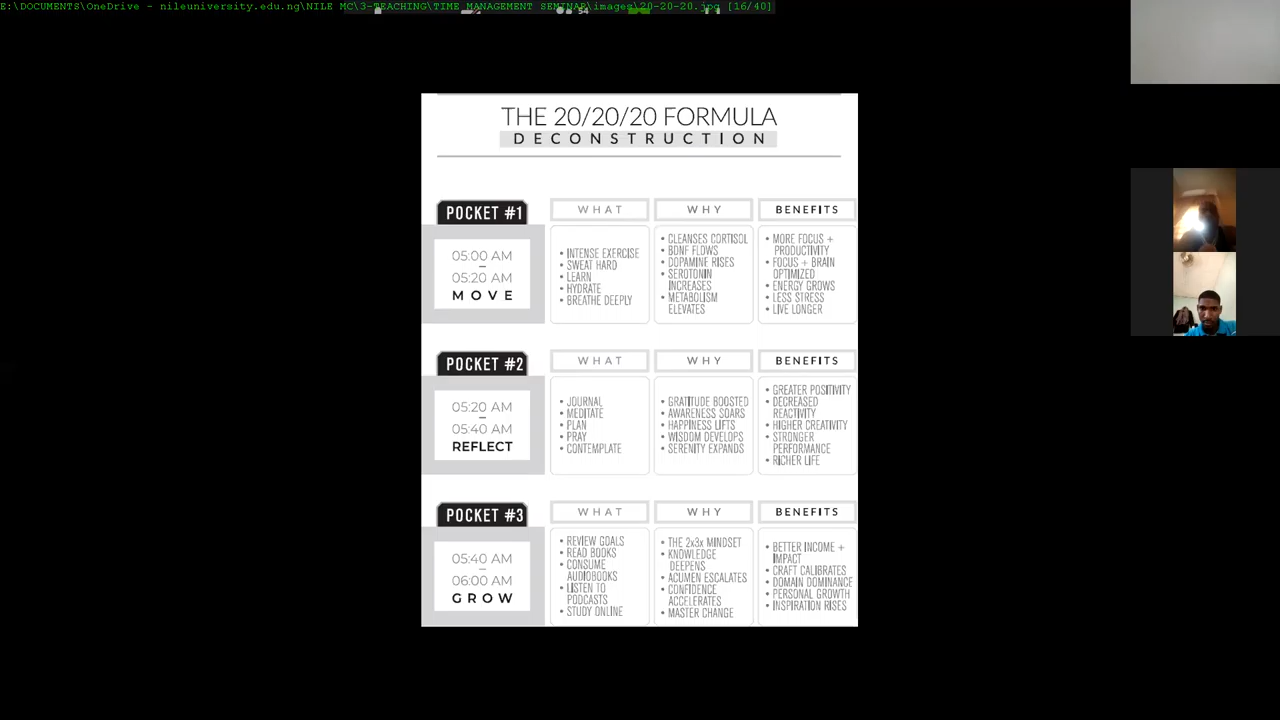 E:\DOCUMENTS\OneDrive - nileuniversity.edu.ng\NILE MC\3-TEACHING\TIME MANAGEMENT SEMINAR\images\20-20-20.jpg [16/40]
THE 20/20/20 FORMULA
DECONSTRUCTION
POCKET #1
05:00 AM
–
05:20 AM
MOVE
WHAT
• INTENSE EXERCISE
• SWEAT HARD
• LEARN
• HYDRATE
• BREATHE DEEPLY
WHY
• CLEANSES CORTISOL
• BDNF FLOWS
• DOPAMINE RISES
• SEROTONIN
INCREASES
• METABOLISM
ELEVATES
BENEFITS
• MORE FOCUS +
PRODUCTIVITY
• FOCUS + BRAIN
OPTIMIZED
• ENERGY GROWS
• LESS STRESS
• LIVE LONGER
POCKET #2
05:20 AM
–
05:40 AM
REFLECT
WHAT
• JOURNAL
• MEDITATE
• PLAN
• PRAY
• CONTEMPLATE
WHY
• GRATITUDE BOOSTED
• AWARENESS SOARS
• HAPPINESS LIFTS
• WISDOM DEVELOPS
• SERENITY EXPANDS
BENEFITS
• GREATER POSITIVITY
• DECREASED
REACTIVITY
• HIGHER CREATIVITY
• STRONGER
PERFORMANCE
• RICHER LIFE
POCKET #3
05:40 AM
–
06:00 AM
GROW
WHAT
• REVIEW GOALS
• READ BOOKS
• CONSUME
AUDIOBOOKS
• LISTEN TO
PODCASTS
• STUDY ONLINE
WHY
• THE 2x3x MINDSET
• KNOWLEDGE
DEEPENS
• ACUMEN ESCALATES
• CONFIDENCE
ACCELERATES
• MASTER CHANGE
BENEFITS
• BETTER INCOME +
IMPACT
• CRAFT CALIBRATES
• DOMAIN DOMINANCE
• PERSONAL GROWTH
• INSPIRATION RISES